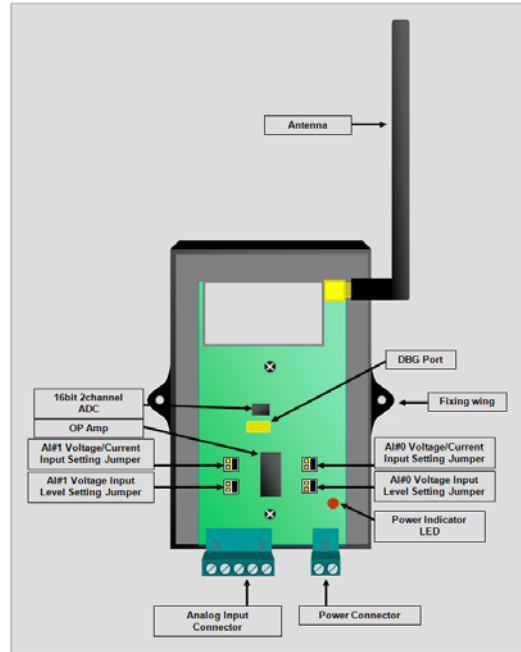 Antenna
DBG Port
16bit 2channel
ADC
Fixing wing
OP Amp
AI#1 Voltage/Current
Input Setting Jumper
AI#0 Voltage/Current
Input Setting Jumper
AI#1 Voltage Input
Level Setting Jumper
AI#0 Voltage Input
Level Setting Jumper
Power Indicator
LED
Analog Input
Connector
Power Connector